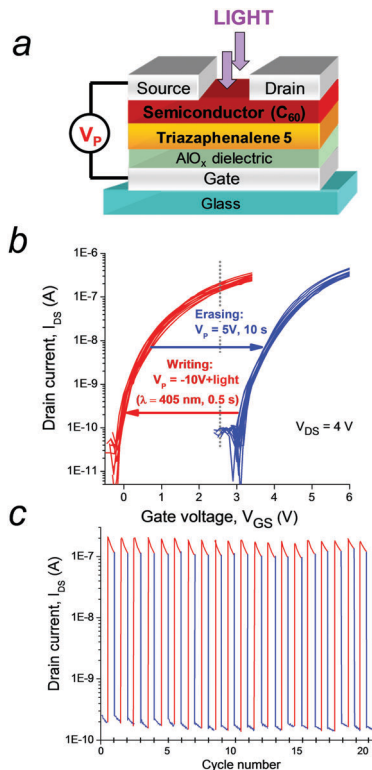 a
LIGHT
Source
Drain
Semiconductor (C60)
Triazaphenalene 5
AlOx dielectric
Gate
Glass
VP
b
Drain current, IDS (A)
1E-6
1E-7
1E-8
1E-9
1E-10
1E-11
Erasing:
VP = 5V, 10 s
Writing:
VP = -10V+light
(λ = 405 nm, 0.5 s)
VDS = 4 V
0 1 2 3 4 5 6
Gate voltage, VGS (V)
c
Drain current, IDS (A)
1E-7
1E-8
1E-9
1E-10
0 5 10 15 20
Cycle number